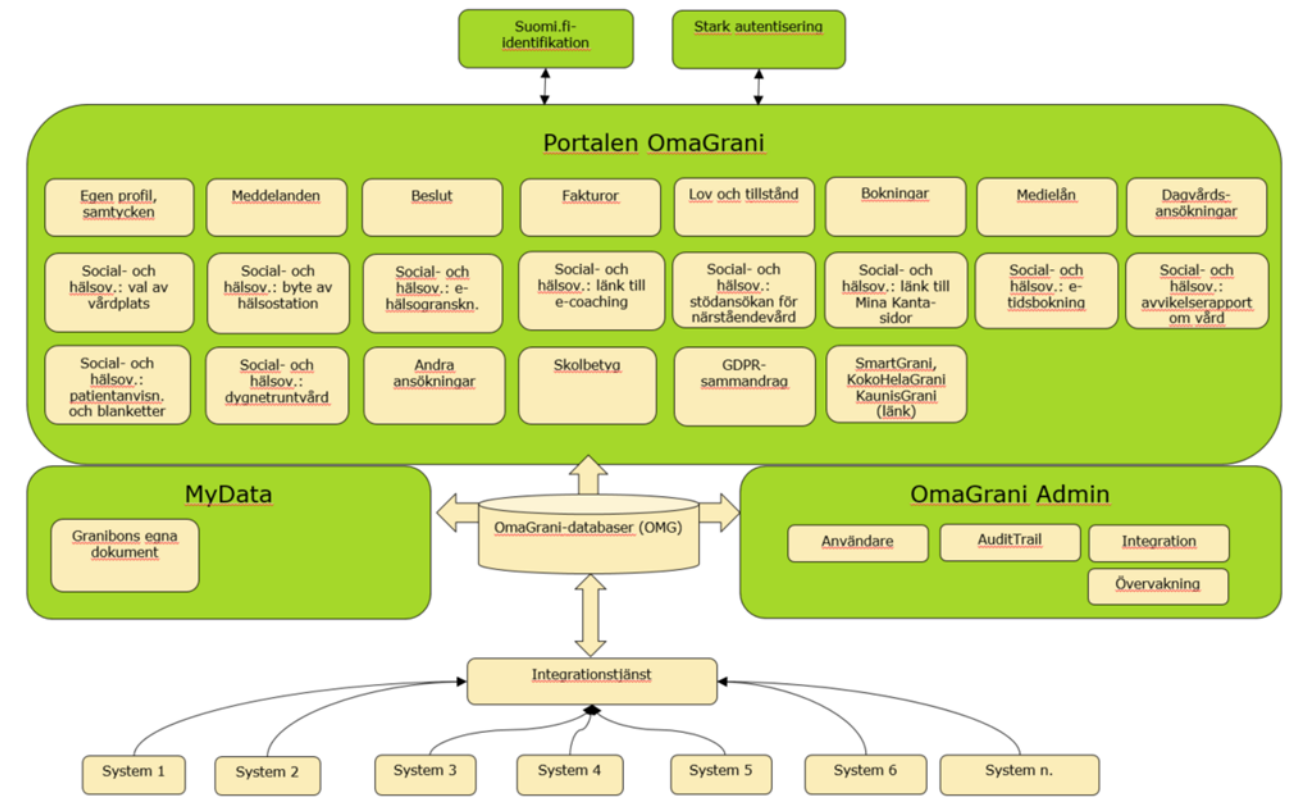 Suomi.fi-
identifikation
Stark autentisering
Portalen OmaGrani
Egen profil,
samtycken
Meddelanden
Beslut
Fakturor
Lov och tillstånd
Bokningar
Medielån
Dagvårds-
ansökningar
Social- och
hälsov.: val av
vårdplats
Social- och
hälsov.: byte av
hälsostation
Social- och
hälsov.: e-
hälsogranskn.
Social- och
hälsov.: länk till
e-coaching
Social- och
hälsov.:
stödansökan för
närståendevård
Social- och
hälsov.: länk till
Mina Kanta-
sidor
Social- och
hälsov.: e-
tidsbokning
Social- och
hälsov.:
avvikelserapport
om vård
Social- och
hälsov.:
patientanvisn.
och blanketter
Social- och
hälsov.:
dygnetruntvård
Andra
ansökningar
Skolbetyg
GDPR-
sammandrag
SmartGrani,
KokoHelaGrani
KaunisGrani
(länk)
MyData
Granibons egna
dokument
OmaGrani-databaser (OMG)
OmaGrani Admin
Användare
AuditTrail
Integration
Övervakning
Integrationstjänst
System 1
System 2
System 3
System 4
System 5
System 6
System n.